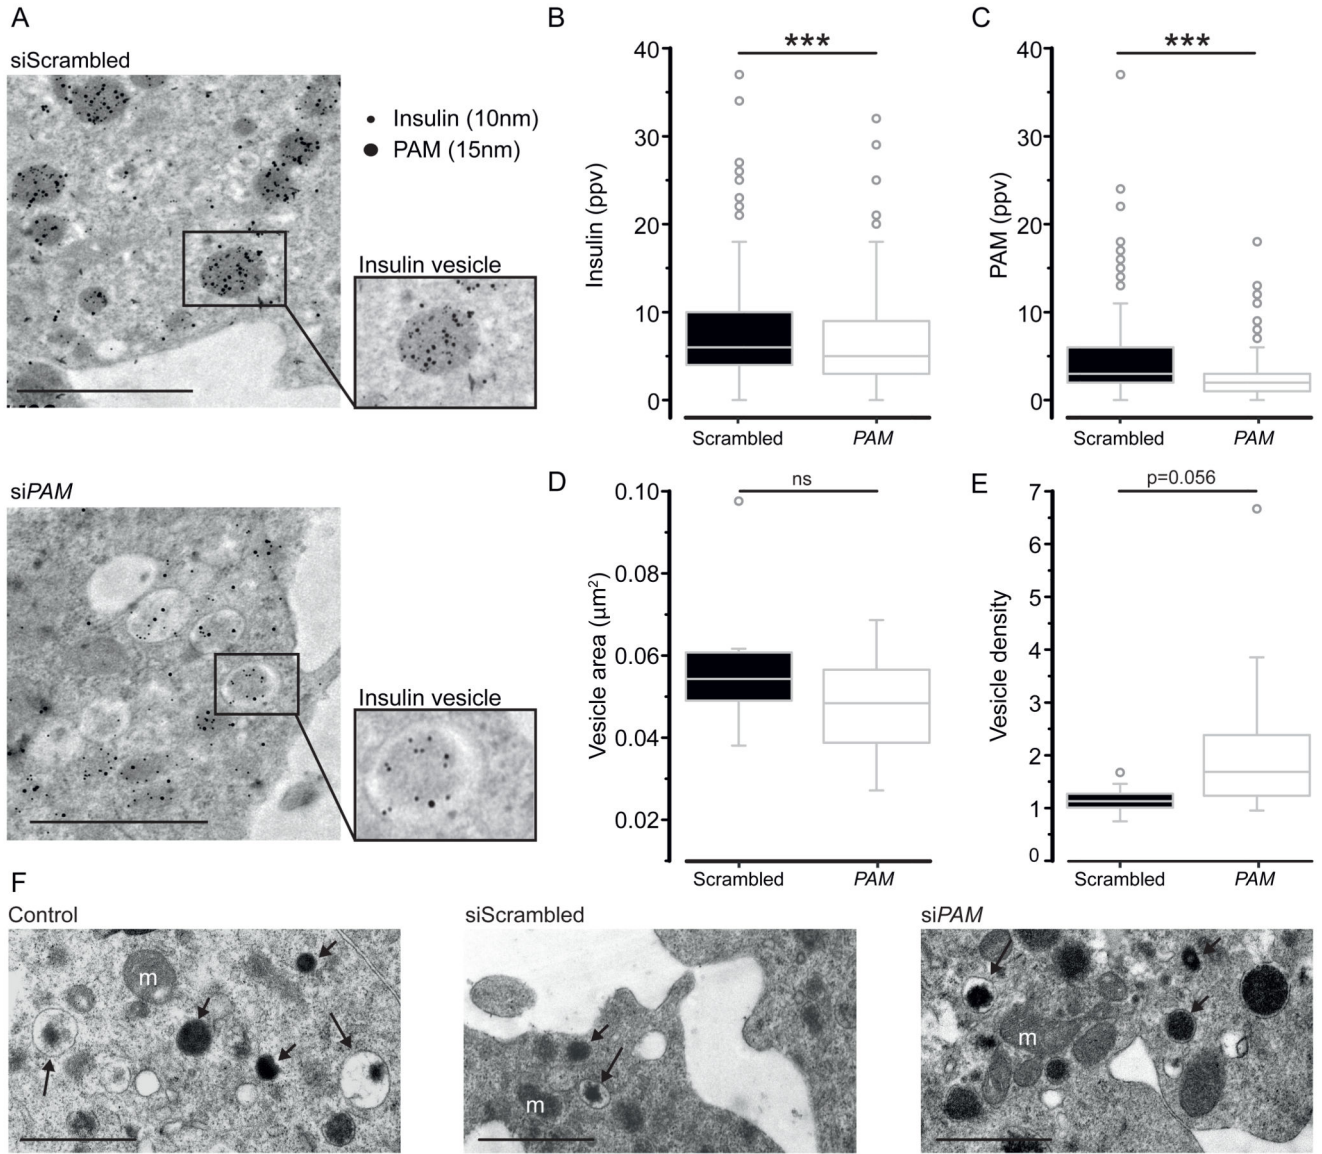 A
siScrambled
Insulin (10nm)
PAM (15nm)
Insulin vesicle
siPAM
Insulin vesicle
B
***
40
30
20
10
0
Insulin (ppv)
Scrambled
PAM
C
***
40
30
20
10
0
PAM (ppv)
Scrambled
PAM
D
ns
0.10
0.08
0.06
0.04
0.02
Vesicle area (µm²)
Scrambled
PAM
E
p=0.056
7
6
5
4
3
2
1
0
Vesicle density
Scrambled
PAM
F
Control
m
siScrambled
m
siPAM
m